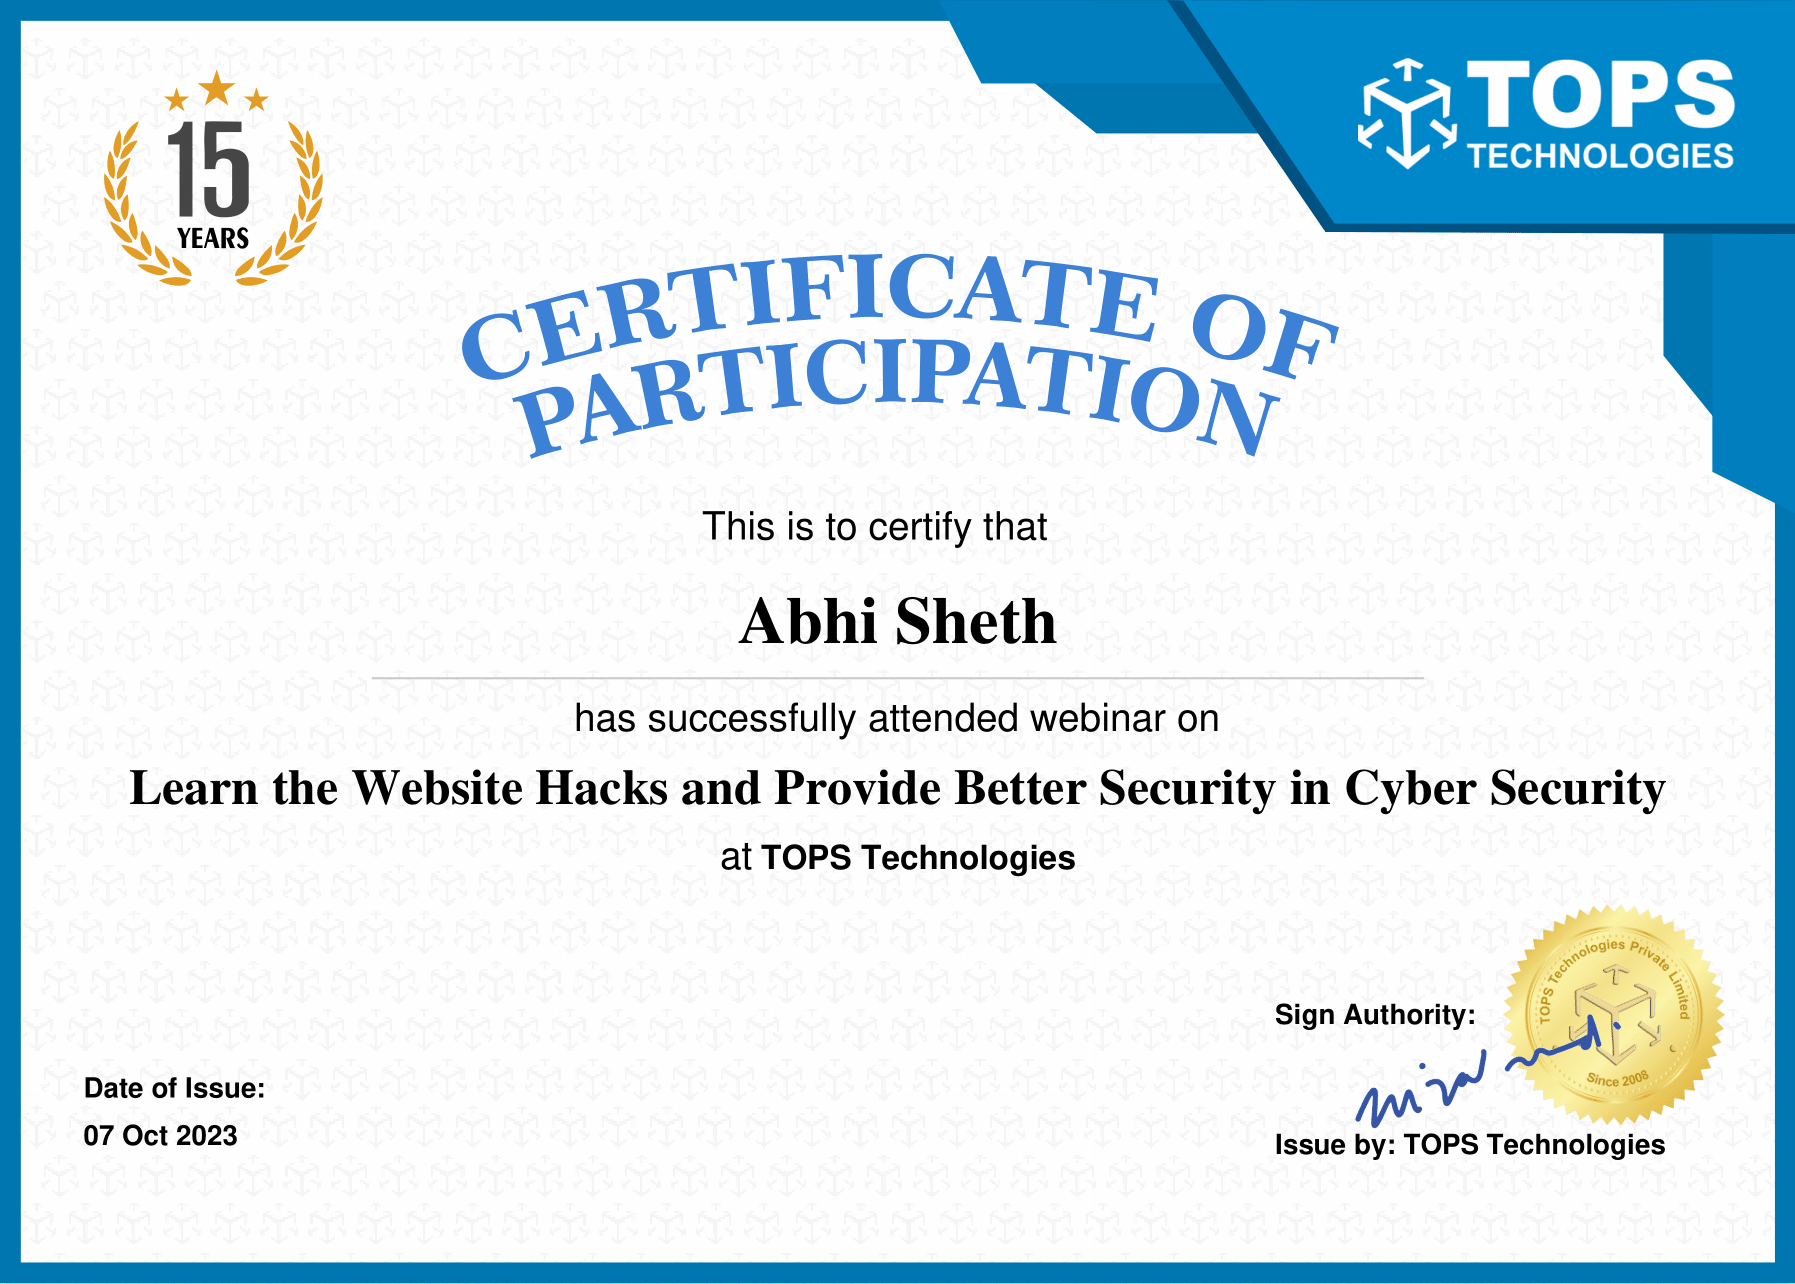 15
YEARS
TOPS
TECHNOLOGIES
CERTIFICATE OF
PARTICIPATION
This is to certify that
Abhi Sheth
has successfully attended webinar on
Learn the Website Hacks and Provide Better Security in Cyber Security
at TOPS Technologies
Date of Issue:
07 Oct 2023
Sign Authority:
TOPS Technologies Private Limited
Since 2008
Issue by: TOPS Technologies